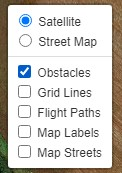 Satellite
Street Map
Obstacles
Grid Lines
Flight Paths
Map Labels
Map Streets